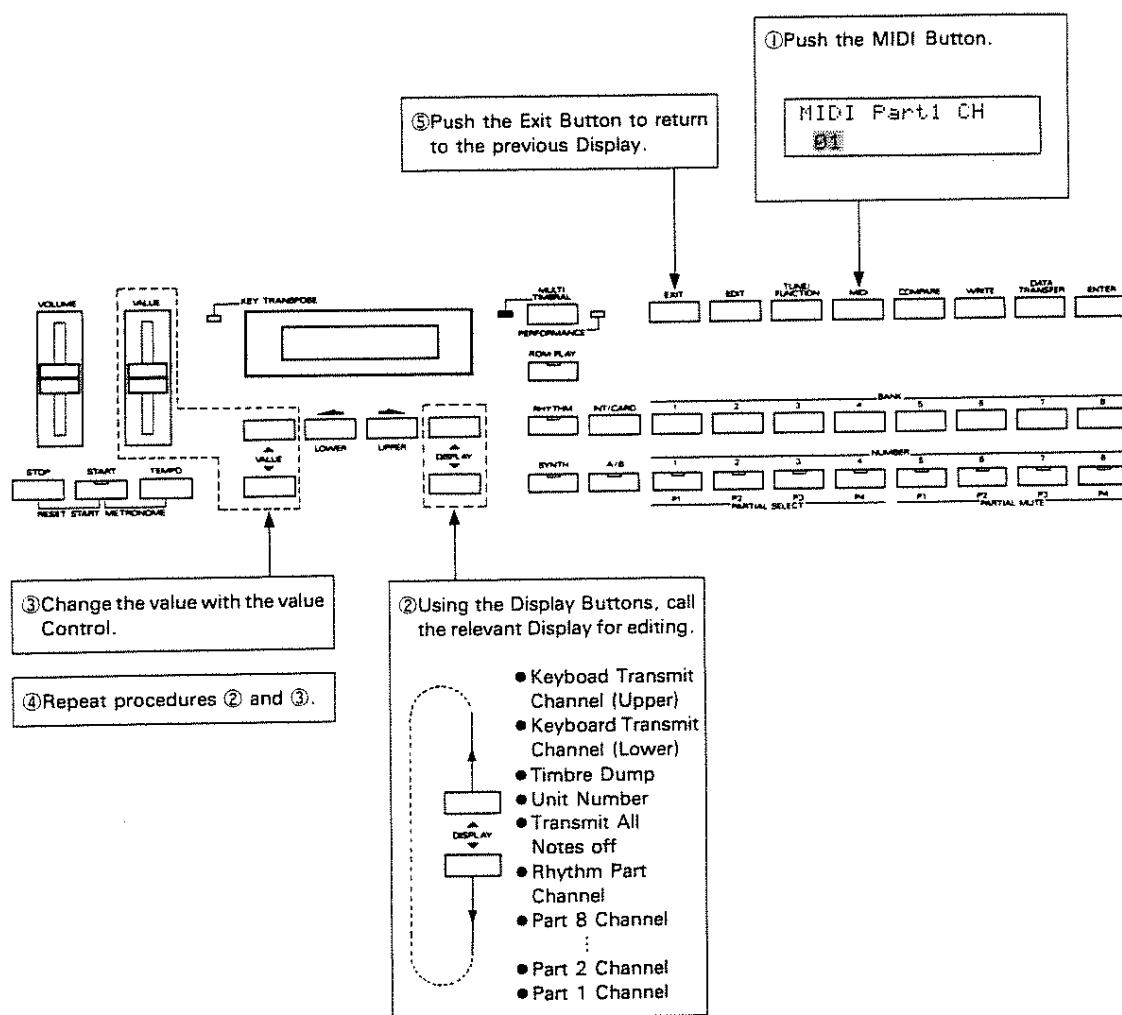 ①Push the MIDI Button.
MIDI Part1 CH
01
⑤Push the Exit Button to return
to the previous Display.
VOLUME
VALUE
KEY TRANSPOSE
MULTI
TIMBRAL
PERFORMANCE
EXIT
EDIT
TUNE/
FUNCTION
MIDI
COMPARE
WRITE
DATA
TRANSFER
ENTER
ROM PLAY
RHYTHM
INT/CARD
BANK
1 2 3 4 5 6 7 8
VALUE
LOWER
UPPER
DISPLAY
STOP
START
TEMPO
RESET START
METRONOME
SYNTH
A/B
NUMBER
1 2 3 4 5 6 7 8
P1 P2 P3 P4 P1 P2 P3 P4
PARTIAL SELECT
PARTIAL MUTE
③Change the value with the value
Control.
④Repeat procedures ② and ③.
②Using the Display Buttons, call
the relevant Display for editing.
●Keyboad Transmit
Channel (Upper)
●Keyboard Transmit
Channel (Lower)
●Timbre Dump
●Unit Number
●Transmit All
Notes off
●Rhythm Part
Channel
●Part 8 Channel
⋮
●Part 2 Channel
●Part 1 Channel
DISPLAY